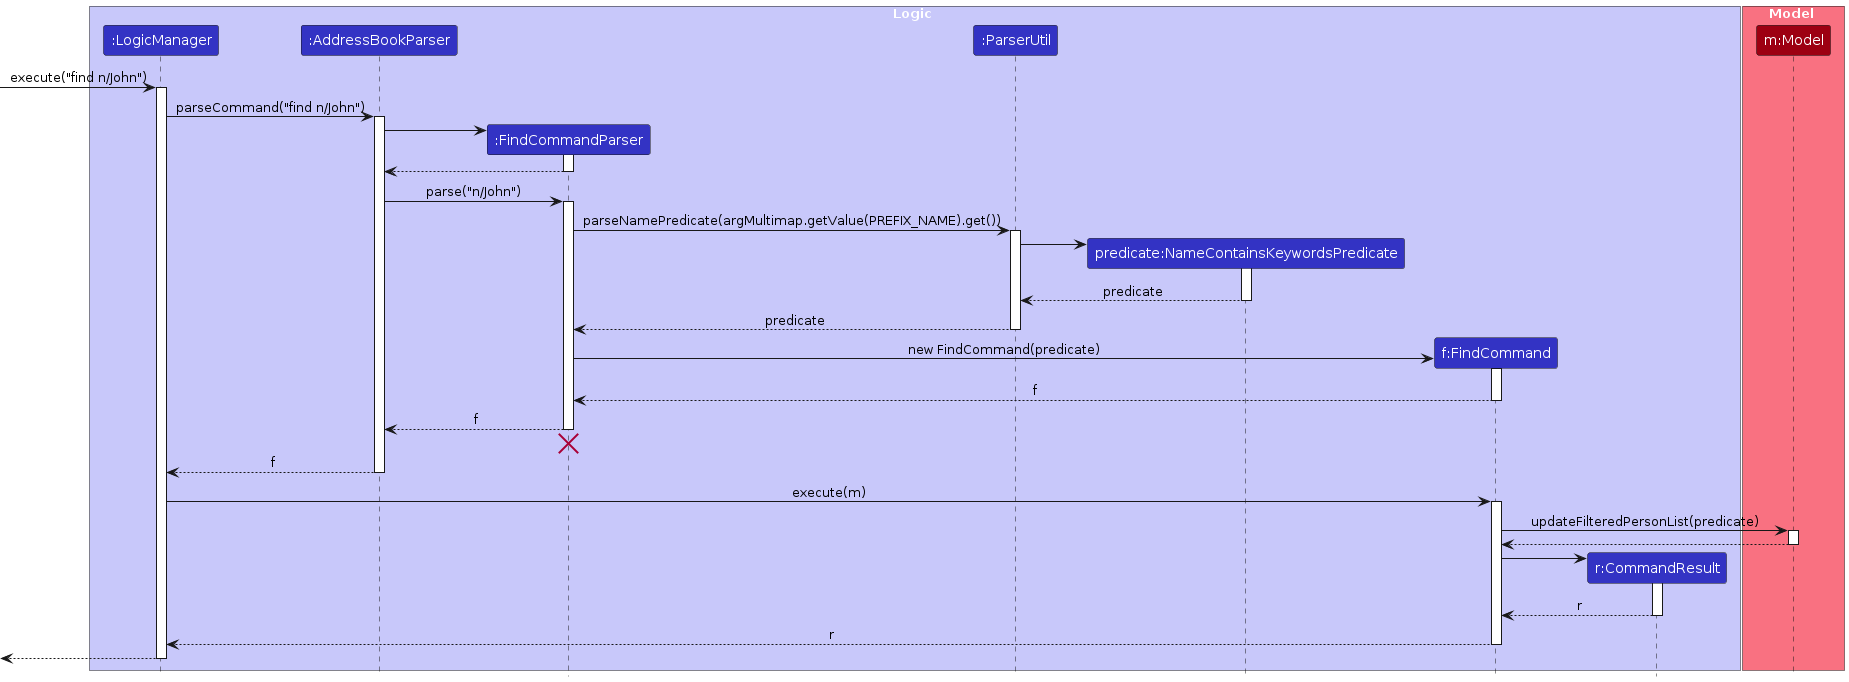 Logic
Model
:LogicManager
:AddressBookParser
:ParserUtil
m:Model
execute("find n/John")
parseCommand("find n/John")
:FindCommandParser
parse("n/John")
parseNamePredicate(argMultimap.getValue(PREFIX_NAME).get())
predicate:NameContainsKeywordsPredicate
predicate
predicate
new FindCommand(predicate)
f:FindCommand
f
f
f
execute(m)
updateFilteredPersonList(predicate)
r:CommandResult
r
r